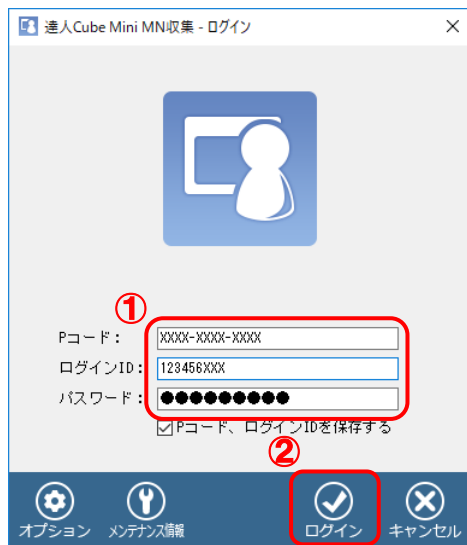 達人Cube Mini MN収集 - ログイン
①
Pコード：
XXXX-XXXX-XXXX
ログインID：
123456XXX
パスワード：
●●●●●●●●●
Pコード、ログインIDを保存する
②
オプション
メンテナンス情報
ログイン
キャンセル